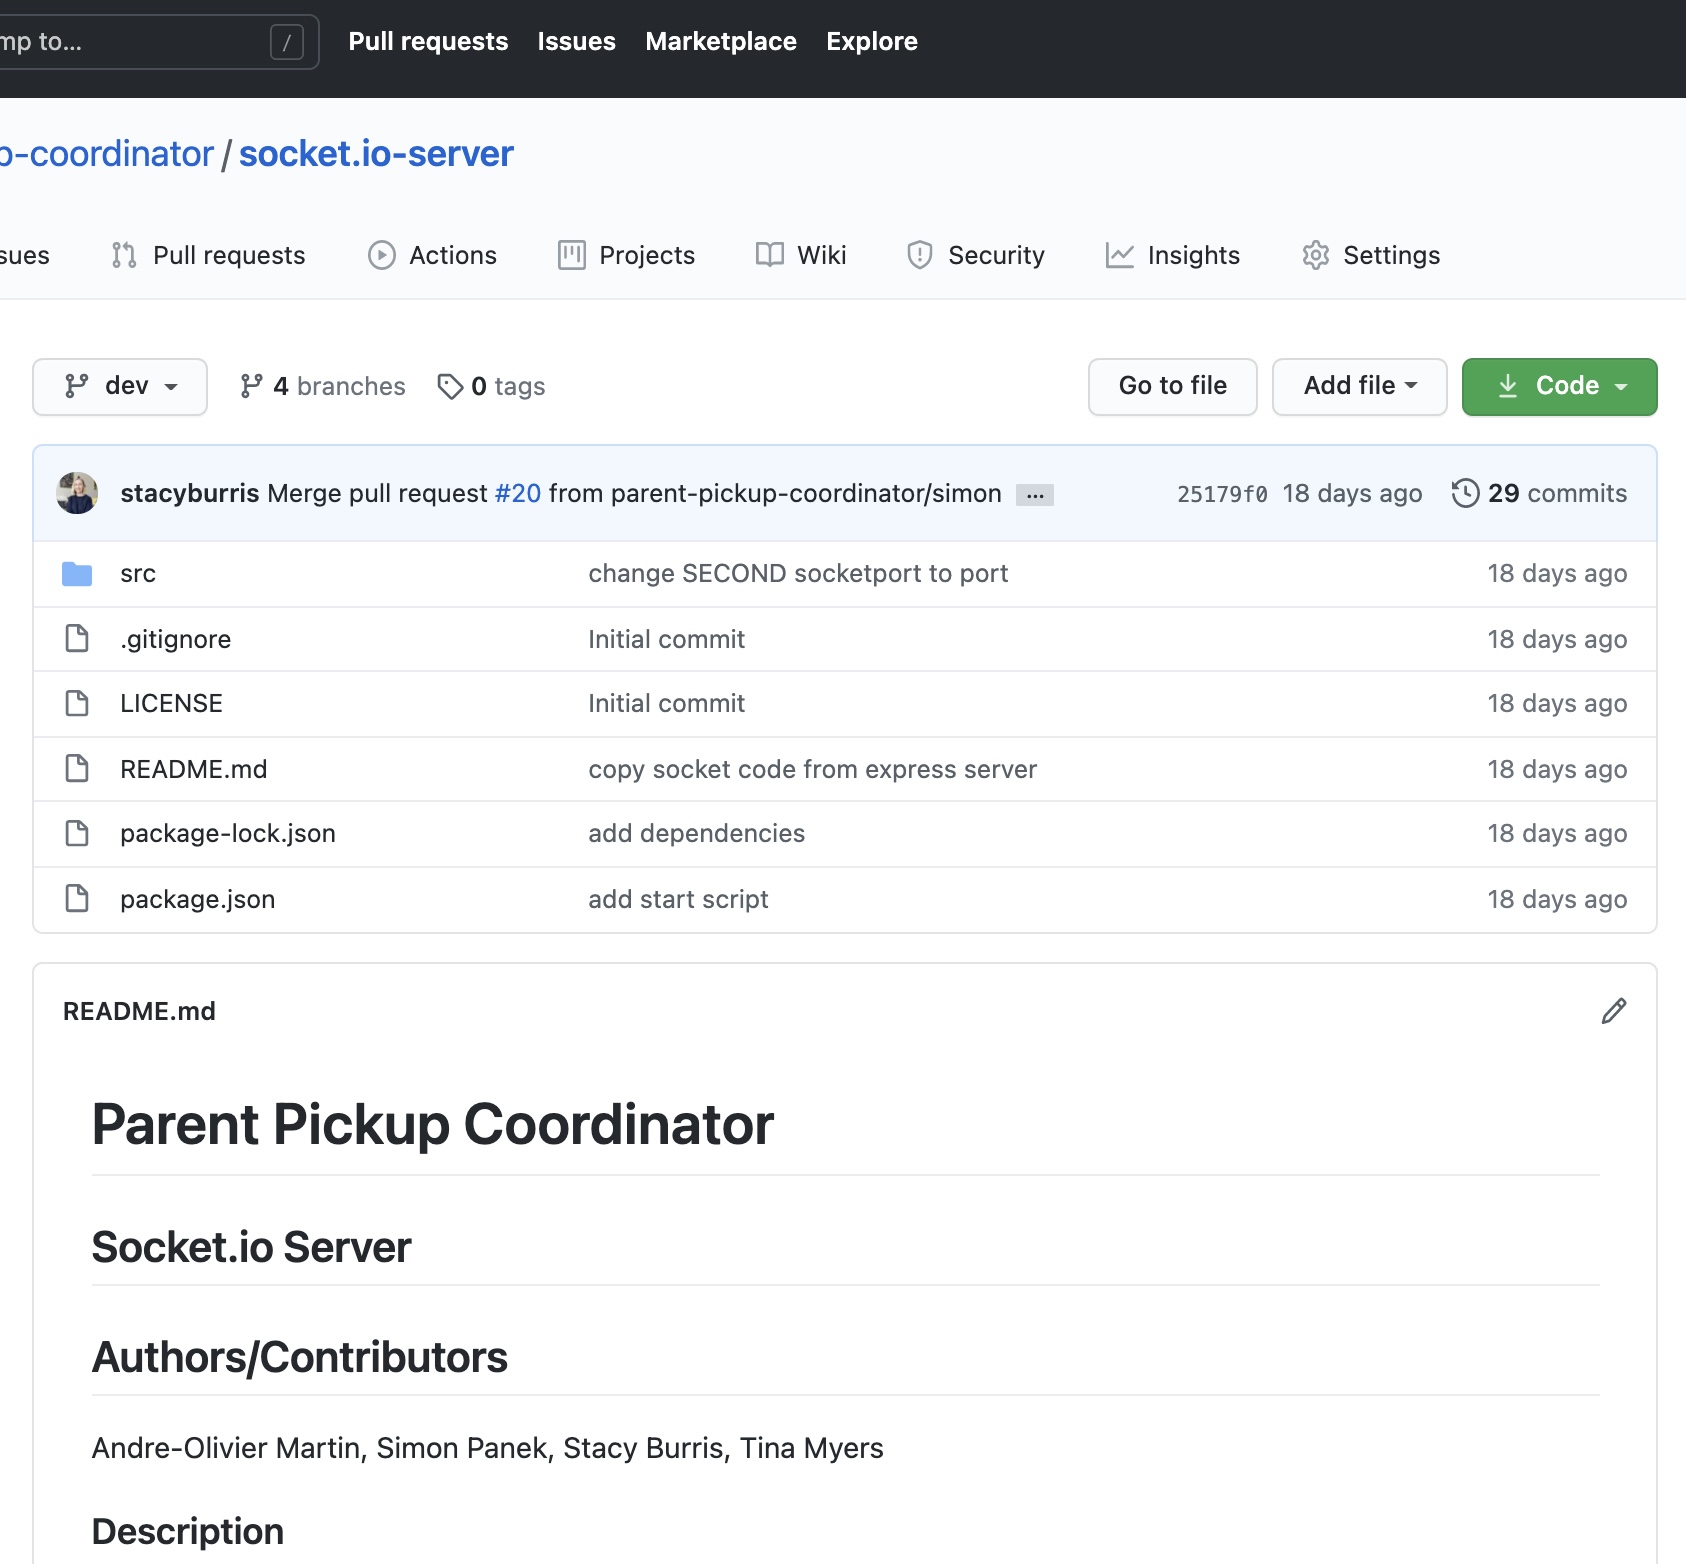 mp to... /
Pull requests Issues Marketplace Explore
p-coordinator / socket.io-server
sues Pull requests Actions Projects Wiki Security Insights Settings
dev 4 branches 0 tags Go to file Add file Code
stacyburris Merge pull request #20 from parent-pickup-coordinator/simon ... 25179f0 18 days ago 29 commits
src change SECOND socketport to port 18 days ago
.gitignore Initial commit 18 days ago
LICENSE Initial commit 18 days ago
README.md copy socket code from express server 18 days ago
package-lock.json add dependencies 18 days ago
package.json add start script 18 days ago
README.md
Parent Pickup Coordinator
Socket.io Server
Authors/Contributors
Andre-Olivier Martin, Simon Panek, Stacy Burris, Tina Myers
Description